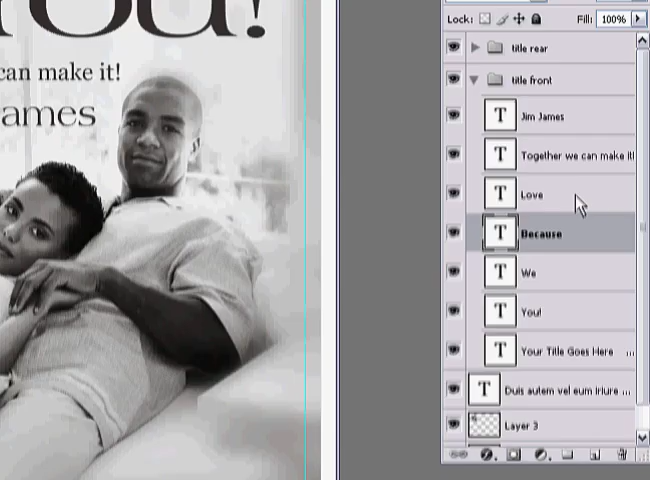 You!
can make it!
ames
Lock:
Fill: 100%
title rear
title front
T Jim James
T Together we can make it!
T Love
T Because
T We
T You!
T Your Title Goes Here ...
T Duis autem vel eum iriure ...
Layer 3